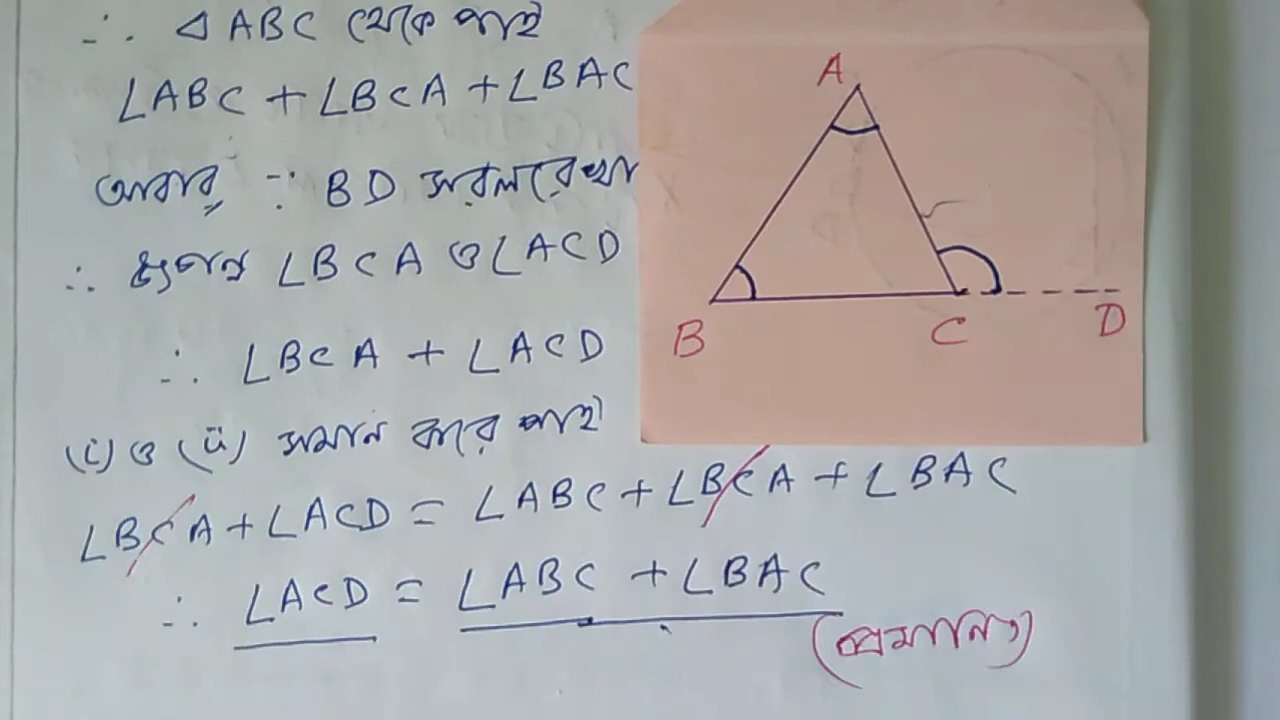 ∴ △ABC থেকে পাই
∠ABC + ∠BCA + ∠BAC
আবার, ∵ BD সরলরেখা
∴ ∠BCA ও ∠ACD
∴ ∠BCA + ∠ACD
(i) ও (ii) সমান করে পাই
∠BCA + ∠ACD = ∠ABC + ∠BCA + ∠BAC
∴ ∠ACD = ∠ABC + ∠BAC
(প্রমাণিত)
A
B
C
D